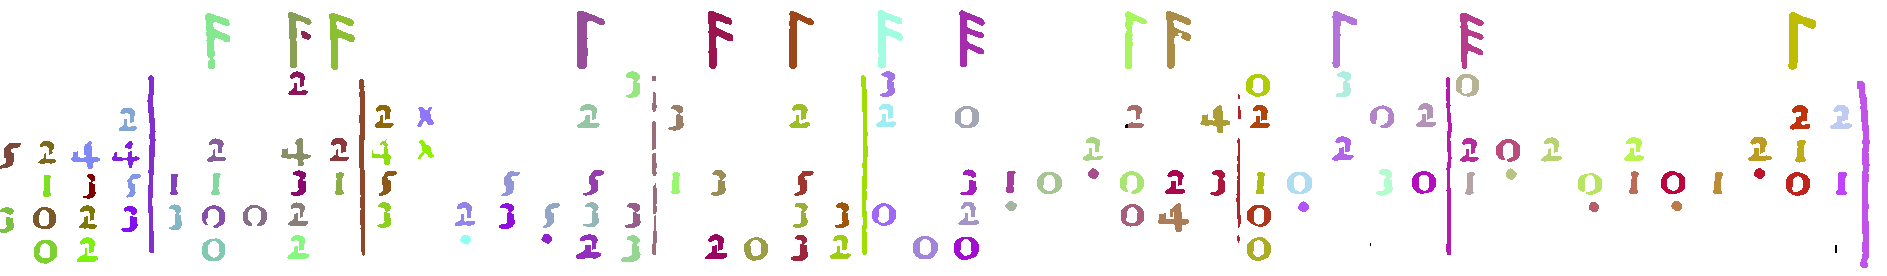 2 3 3 0 3 0
2 2 x 2 3 2 2 0 2 4 2 0 2 2 2
5 2 4 4 2 4 2 4 x 2 2 2 0 2 2 2 1
1 3 5 1 1 3 1 5 5 5 1 3 5 3 1 0 0 2 3 1 0 3 0 1 0 1 0 1 0 1
3 0 2 3 3 0 0 2 3 2 3 5 3 3 3 3 0 2 0 4 0
0 2 0 2 2 3 2 0 3 2 0 0 0